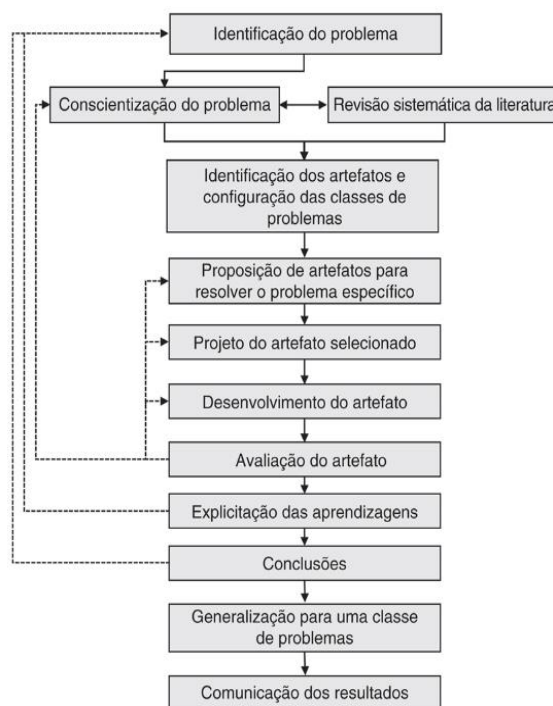 Identificação do problema
Conscientização do problema
Revisão sistemática da literatura
Identificação dos artefatos e
configuração das classes de
problemas
Proposição de artefatos para
resolver o problema específico
Projeto do artefato selecionado
Desenvolvimento do artefato
Avaliação do artefato
Explicitação das aprendizagens
Conclusões
Generalização para uma classe
de problemas
Comunicação dos resultados